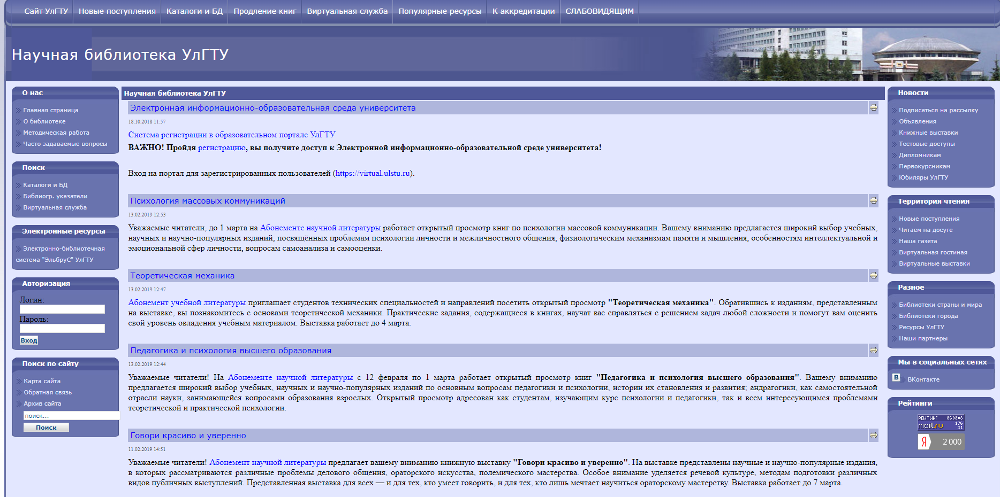 Сайт УлГТУ Новые поступления Каталоги и БД Продление книг Виртуальная служба Популярные ресурсы К аккредитации СЛАБОВИДЯЩИМ
Научная библиотека УлГТУ
О нас
Главная страница
О библиотеке
Методическая работа
Часто задаваемые вопросы
Поиск
Каталоги и БД
Библиогр. указатели
Виртуальная служба
Электронные ресурсы
Электронно-библиотечная
система "ЭльбруС" УлГТУ
Авторизация
Логин:
Пароль:
Вход
Поиск по сайту
Карта сайта
Обратная связь
Архив сайта
поиск...
Поиск
Научная библиотека УлГТУ
Электронная информационно-образовательная среда университета
18.10.2018 11:57
Система регистрации в образовательном портале УлГТУ
ВАЖНО! Пройдя регистрацию, вы получите доступ к Электронной информационно-образовательной среде университета!
Вход на портал для зарегистрированных пользователей (https://virtual.ulstu.ru).
Психология массовых коммуникаций
13.02.2019 12:53
Уважаемые читатели, до 1 марта на Абонементе научной литературы работает открытый просмотр книг по психологии массовой коммуникации. Вашему вниманию предлагается широкий выбор учебных,
научных и научно-популярных изданий, посвящённых проблемам психологии личности и межличностного общения, физиологическим механизмам памяти и мышления, особенностям интеллектуальной и
эмоциональной сфер личности, вопросам самоанализа и самооценки.
Теоретическая механика
13.02.2019 12:47
Абонемент учебной литературы приглашает студентов технических специальностей и направлений посетить открытый просмотр "Теоретическая механика". Обратившись к изданиям, представленным
на выставке, вы познакомитесь с основами теоретической механики. Практические задания, содержащиеся в книгах, научат вас справляться с решением задач любой сложности и помогут вам оценить
свой уровень овладения учебным материалом. Выставка работает до 4 марта.
Педагогика и психология высшего образования
13.02.2019 12:44
Уважаемые читатели! На Абонементе научной литературы с 12 февраля по 1 марта работает открытый просмотр книг "Педагогика и психология высшего образования". Вашему вниманию
предлагается широкий выбор учебных, научных и научно-популярных изданий по основным вопросам педагогики и психологии, истории их становления и развития; андрагогики, как самостоятельной
отрасли науки, занимающейся вопросами образования взрослых. Открытый просмотр адресован как студентам, изучающим курс психологии и педагогики, так и всем интересующимся проблемами
теоретической и практической психологии.
Говори красиво и уверенно
11.02.2019 14:51
Уважаемые читатели! Абонемент научной литературы предлагает вашему вниманию книжную выставку "Говори красиво и уверенно". На выставке представлены научные и научно-популярные издания,
в которых рассматриваются различные проблемы делового общения, ораторского искусства, полемического мастерства. Особое внимание уделяется речевой культуре, методам подготовки различных
видов публичных выступлений. Представленная выставка для всех — и для тех, кто умеет говорить, и для тех, кто лишь мечтает научиться ораторскому мастерству. Выставка работает до 7 марта.
Новости
Подписаться на рассылку
Объявления
Книжные выставки
Тестовые доступы
Дипломникам
Первокурсникам
Юбиляры УлГТУ
Территория чтения
Новые поступления
Читаем на досуге
Наша газета
Виртуальная гостиная
Виртуальные выставки
Разное
Библиотеки страны и мира
Библиотеки города
Ресурсы УлГТУ
Наши партнеры
Мы в социальных сетях
В ВКонтакте
Рейтинги
РЕЙТИНГ 860303
mail.ru 176
31
Я 2 000